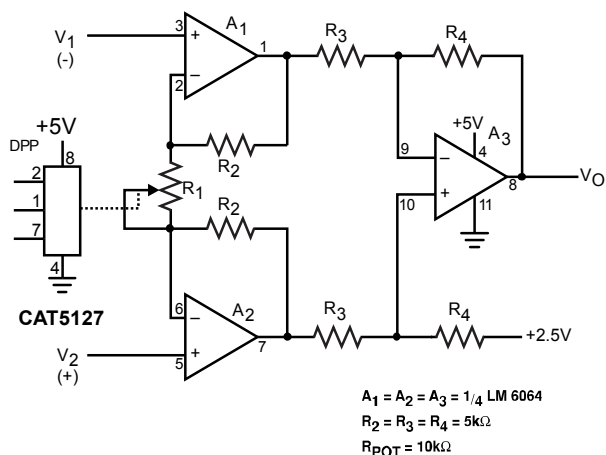 A1
R3
R4
V1
(-)
3
+
1
2
−
+5V
DPP
8
R2
R1
2
1
7
4
CAT5127
R2
+5V
A3
9
−
4
8
VO
10
+
11
6
−
A2
7
V2
(+)
5
+
R3
R4
+2.5V
A1 = A2 = A3 = 1/4 LM 6064
R2 = R3 = R4 = 5kΩ
RPOT = 10kΩ